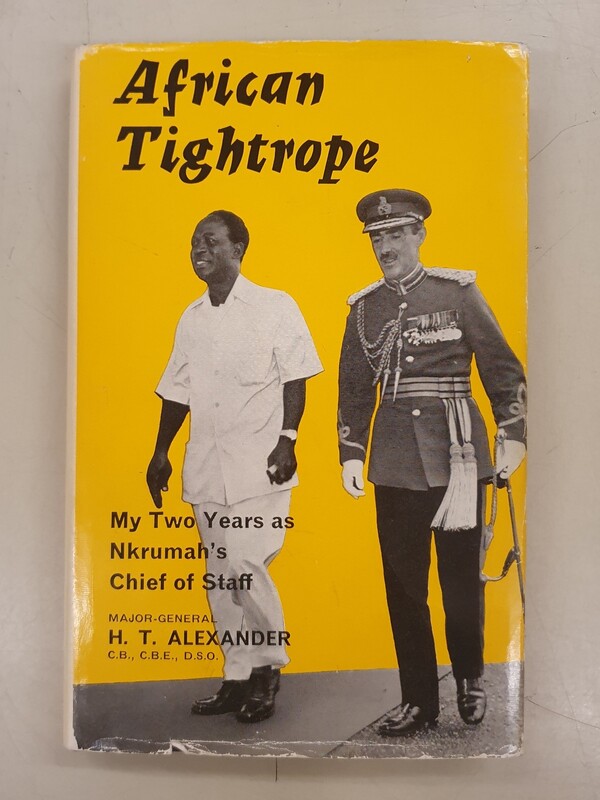 African
Tightrope
My Two Years as
Nkrumah's
Chief of Staff
MAJOR-GENERAL
H. T. ALEXANDER
C.B., C.B.E., D.S.O.